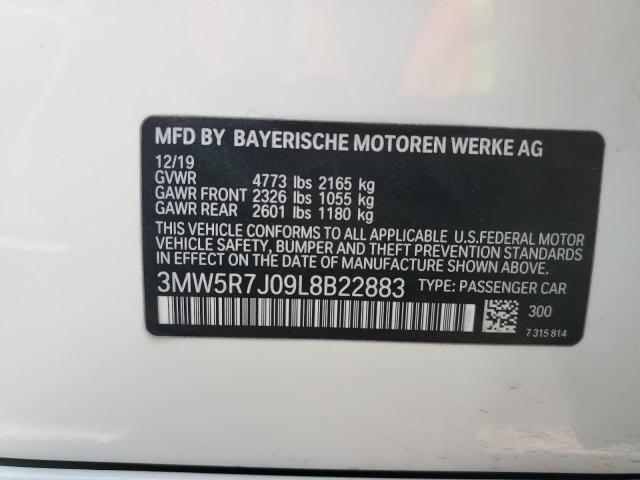 MFD BY BAYERISCHE MOTOREN WERKE AG
12/19
GVWR 4773 lbs 2165 kg
GAWR FRONT 2326 lbs 1055 kg
GAWR REAR 2601 lbs 1180 kg
THIS VEHICLE CONFORMS TO ALL APPLICABLE U.S.FEDERAL MOTOR
VEHICLE SAFETY, BUMPER AND THEFT PREVENTION STANDARDS
IN EFFECT ON THE DATE OF MANUFACTURE SHOWN ABOVE.
3MW5R7J09L8B22883 TYPE: PASSENGER CAR
300
7 315 814